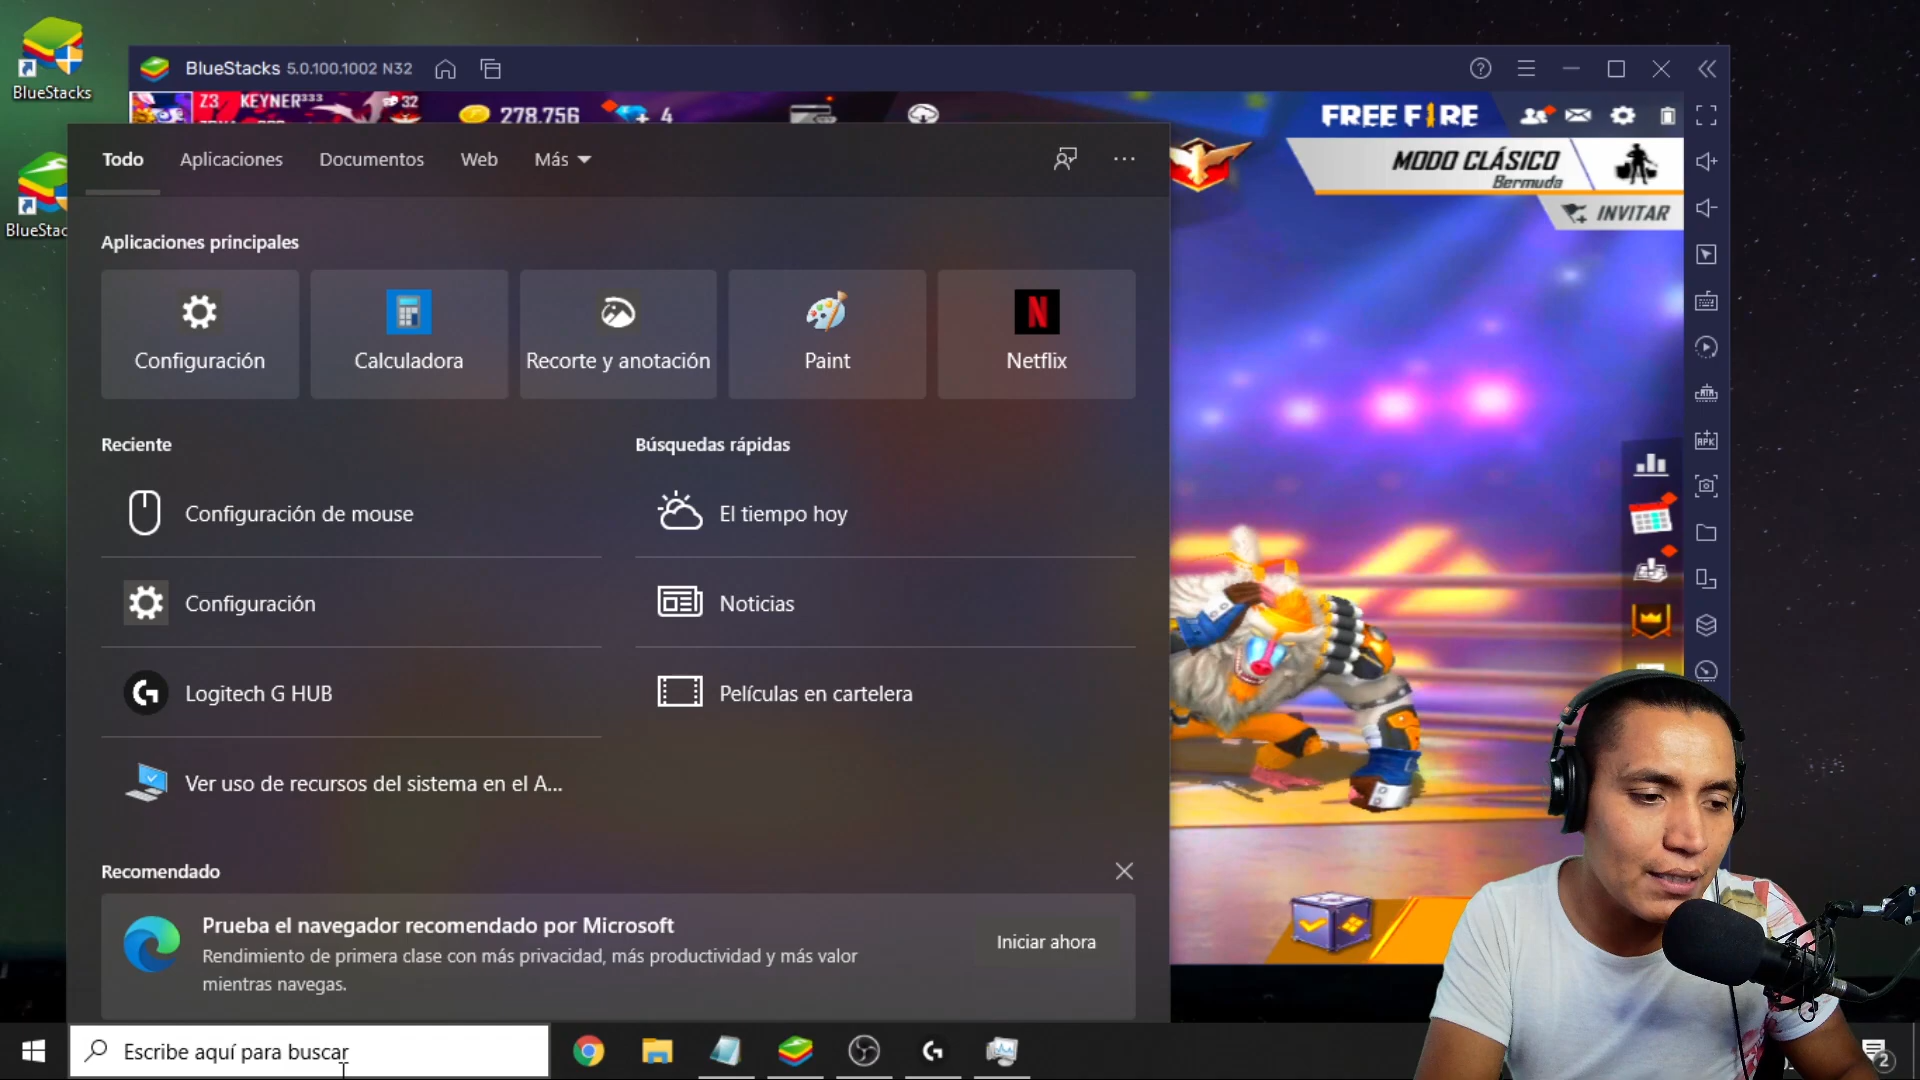 BlueStacks
BlueStacks 5.0.100.1002 N32
Z3 KEYNER³³³
32
278.756
4
FREE FIRE
MODO CLÁSICO
Bermuda
INVITAR
BlueStac
Todo
Aplicaciones
Documentos
Web
Más
Aplicaciones principales
Configuración
Calculadora
Recorte y anotación
Paint
Netflix
Reciente
Configuración de mouse
Configuración
Logitech G HUB
Ver uso de recursos del sistema en el A...
Búsquedas rápidas
El tiempo hoy
Noticias
Películas en cartelera
Recomendado
Prueba el navegador recomendado por Microsoft
Rendimiento de primera clase con más privacidad, más productividad y más valor
mientras navegas.
Iniciar ahora
Escribe aquí para buscar
2